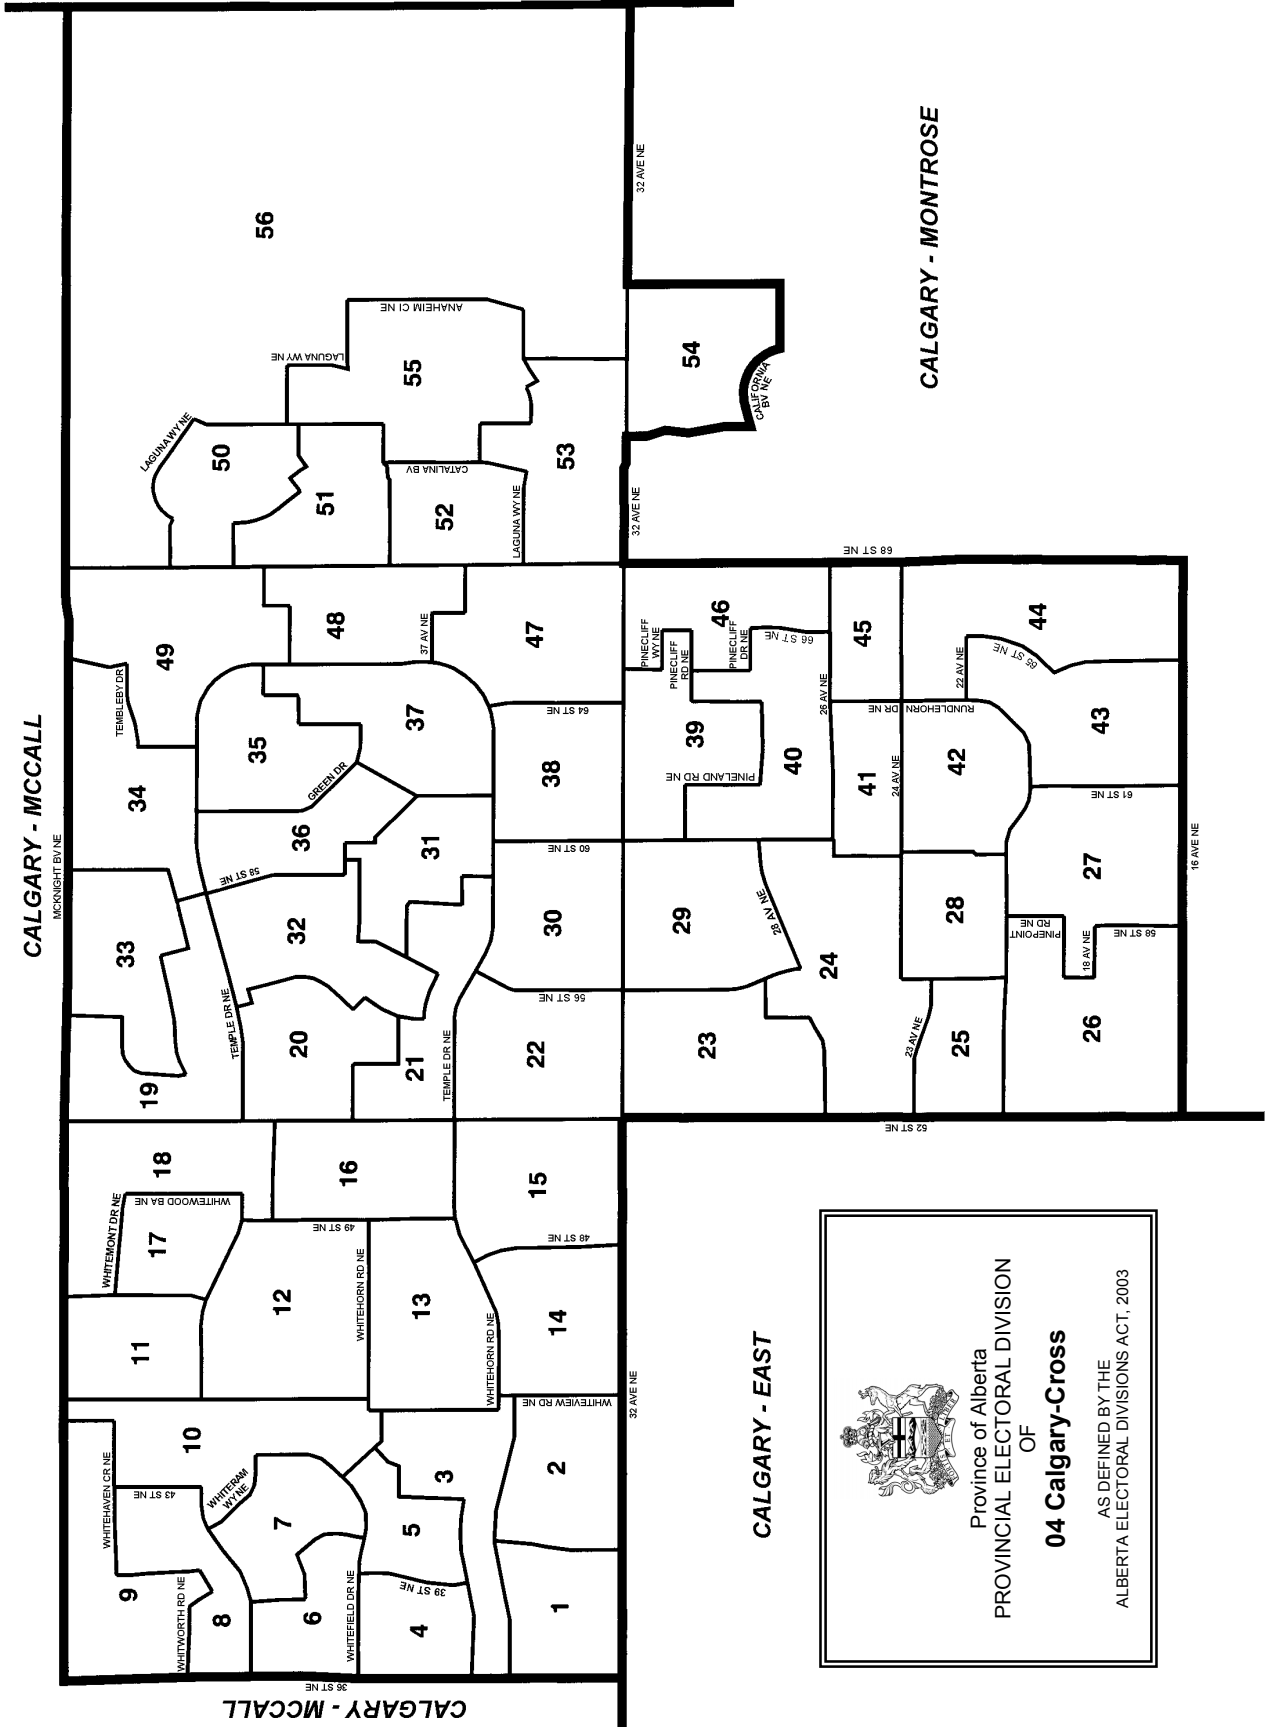 CALGARY - MCCALL
MCKNIGHT BV NE
CALGARY - MCCALL
36 ST NE
9
WHITEHAVEN CR NE
43 ST NE
10
WHITWORTH RD NE
8
WHITERAM
WY NE
7
6
WHITEFIELD DR NE
5
3
4
39 ST NE
1
2
WHITEVIEW RD NE
11
WHITEMONT DR NE
17
WHITEWOOD BA NE
18
12
49 ST NE
16
WHITEHORN RD NE
13
WHITEHORN RD NE
14
48 ST NE
15
32 AVE NE
19
33
34
TEMBLEBY DR
49
TEMPLE DR NE
58 ST NE
20
32
36
35
GREEN DR
48
37 AV NE
21
31
37
TEMPLE DR NE
22
56 ST NE
30
60 ST NE
38
64 ST NE
47
LAGUNA WY NE
50
51
LAGUNA WY NE
56
52
CATALINA BV
55
ANAHEIM CI NE
LAGUNA WY NE
53
32 AVE NE
32 AVE NE
54
CALIFORNIA
BV NE
23
29
28 AV NE
24
PINELAND RD NE
39
PINECLIFF
RD NE
PINECLIFF
WY NE
46
PINECLIFF
DR NE
66 ST NE
40
26 AV NE
41
24 AV NE
RUNDLEHORN DR NE
45
68 ST NE
52 ST NE
23 AV NE
25
28
42
22 AV NE
65 ST NE
44
26
PINEPOINT
RD NE
18 AV NE
58 ST NE
27
61 ST NE
43
16 AVE NE
CALGARY - EAST
CALGARY - MONTROSE
Province of Alberta
PROVINCIAL ELECTORAL DIVISION
OF
04 Calgary-Cross
AS DEFINED BY THE
ALBERTA ELECTORAL DIVISIONS ACT, 2003